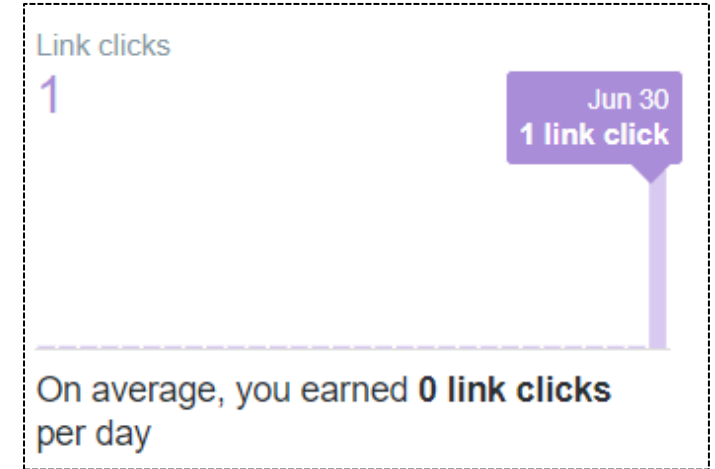 Link clicks
1
Jun 30
1 link click
On average, you earned 0 link clicks
per day